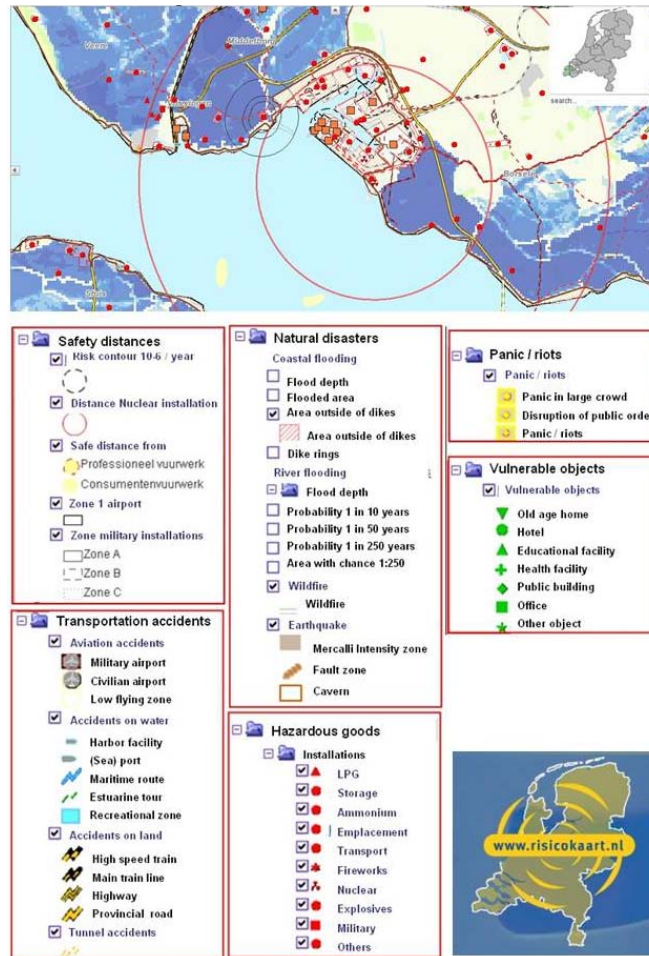 Veere
Middelburg
Vlissingen
Borsele
Sluis
search...
Safety distances
Risk contour 10-6 / year
Distance Nuclear installation
Safe distance from
Professioneel vuurwerk
Consumentenvuurwerk
Zone 1 airport
Zone military installations
Zone A
Zone B
Zone C
Transportation accidents
Aviation accidents
Military airport
Civilian airport
Low flying zone
Accidents on water
Harbor facility
(Sea) port
Maritime route
Estuarine tour
Recreational zone
Accidents on land
High speed train
Main train line
Highway
Provincial road
Tunnel accidents
Natural disasters
Coastal flooding
Flood depth
Flooded area
Area outside of dikes
Area outside of dikes
Dike rings
River flooding
Flood depth
Probability 1 in 10 years
Probability 1 in 50 years
Probability 1 in 250 years
Area with chance 1:250
Wildfire
Wildfire
Earthquake
Mercalli Intensity zone
Fault zone
Cavern
Hazardous goods
Installations
LPG
Storage
Ammonium
Emplacement
Transport
Fireworks
Nuclear
Explosives
Military
Others
Panic / riots
Panic / riots
Panic in large crowd
Disruption of public orde
Panic / riots
Vulnerable objects
Vulnerable objects
Old age home
Hotel
Educational facility
Health facility
Public building
Office
Other object
www.risicokaart.nl